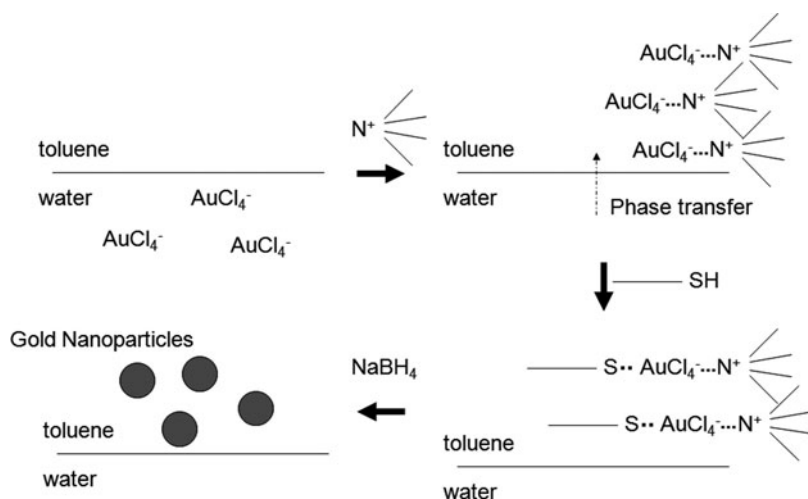 toluene
water
AuCl₄⁻
AuCl₄⁻
AuCl₄⁻
N⁺
AuCl₄⁻...N⁺
AuCl₄⁻...N⁺
AuCl₄⁻...N⁺
toluene
water
Phase transfer
SH
S.. AuCl₄⁻...N⁺
S.. AuCl₄⁻...N⁺
toluene
water
NaBH₄
Gold Nanoparticles
toluene
water